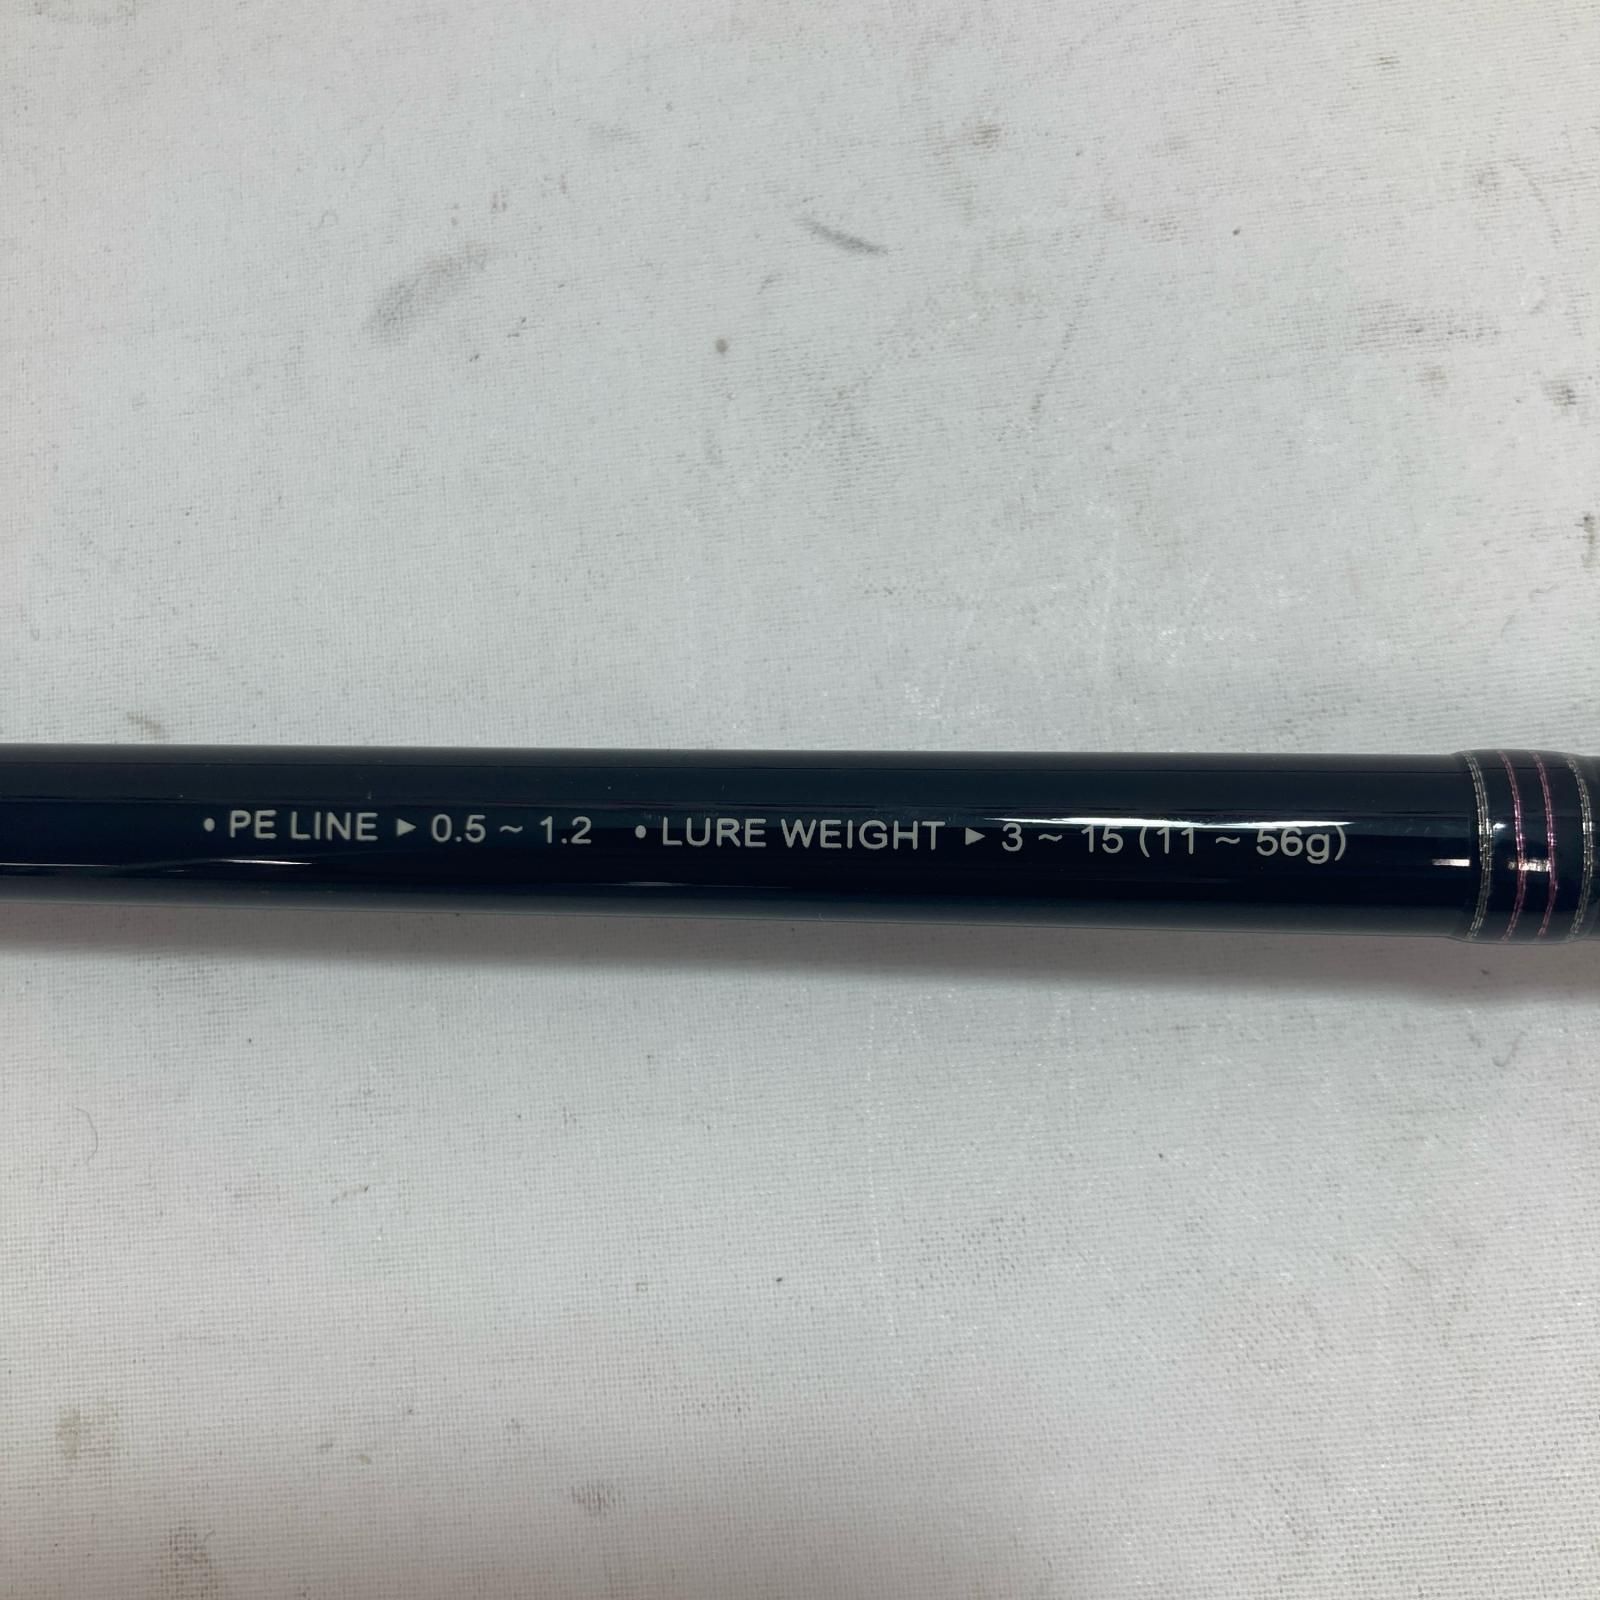 • PE LINE ► 0.5 ~ 1.2 • LURE WEIGHT ► 3 ~ 15 (11 ~ 56g)